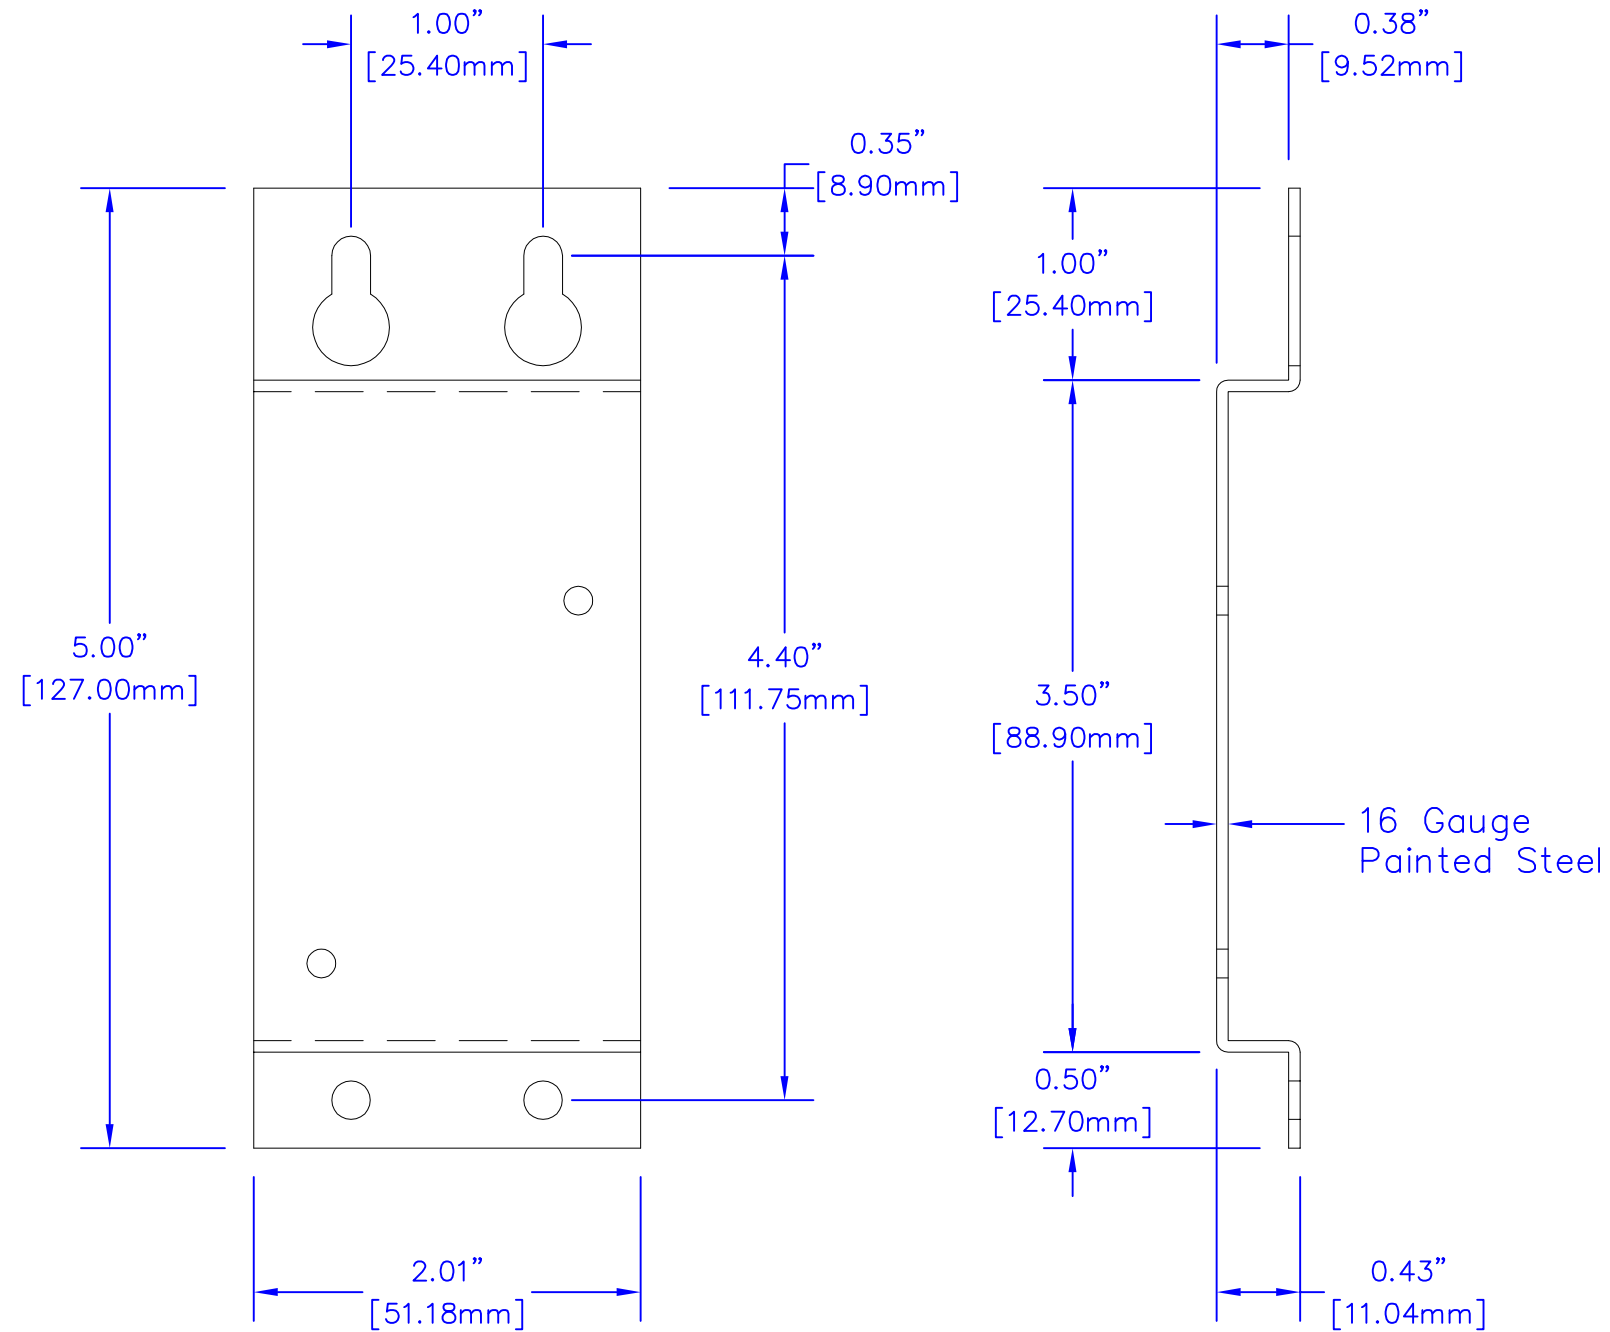 1.00”
[25.40mm]
0.38”
[9.52mm]
0.35”
[8.90mm]
1.00”
[25.40mm]
5.00”
[127.00mm]
4.40”
[111.75mm]
3.50”
[88.90mm]
16 Gauge
Painted Steel
0.50”
[12.70mm]
2.01”
[51.18mm]
0.43”
[11.04mm]